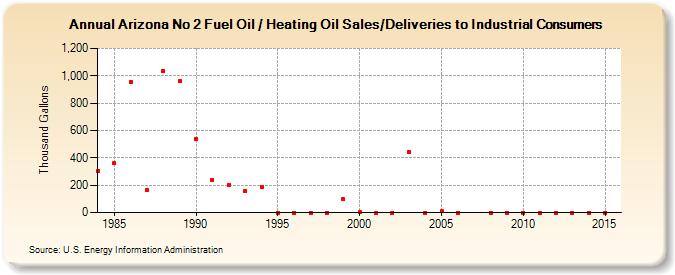 Annual Arizona No 2 Fuel Oil / Heating Oil Sales/Deliveries to Industrial Consumers
Thousand Gallons
1,200
1,000
800
600
400
200
0
1985 1990 1995 2000 2005 2010 2015
Source: U.S. Energy Information Administration